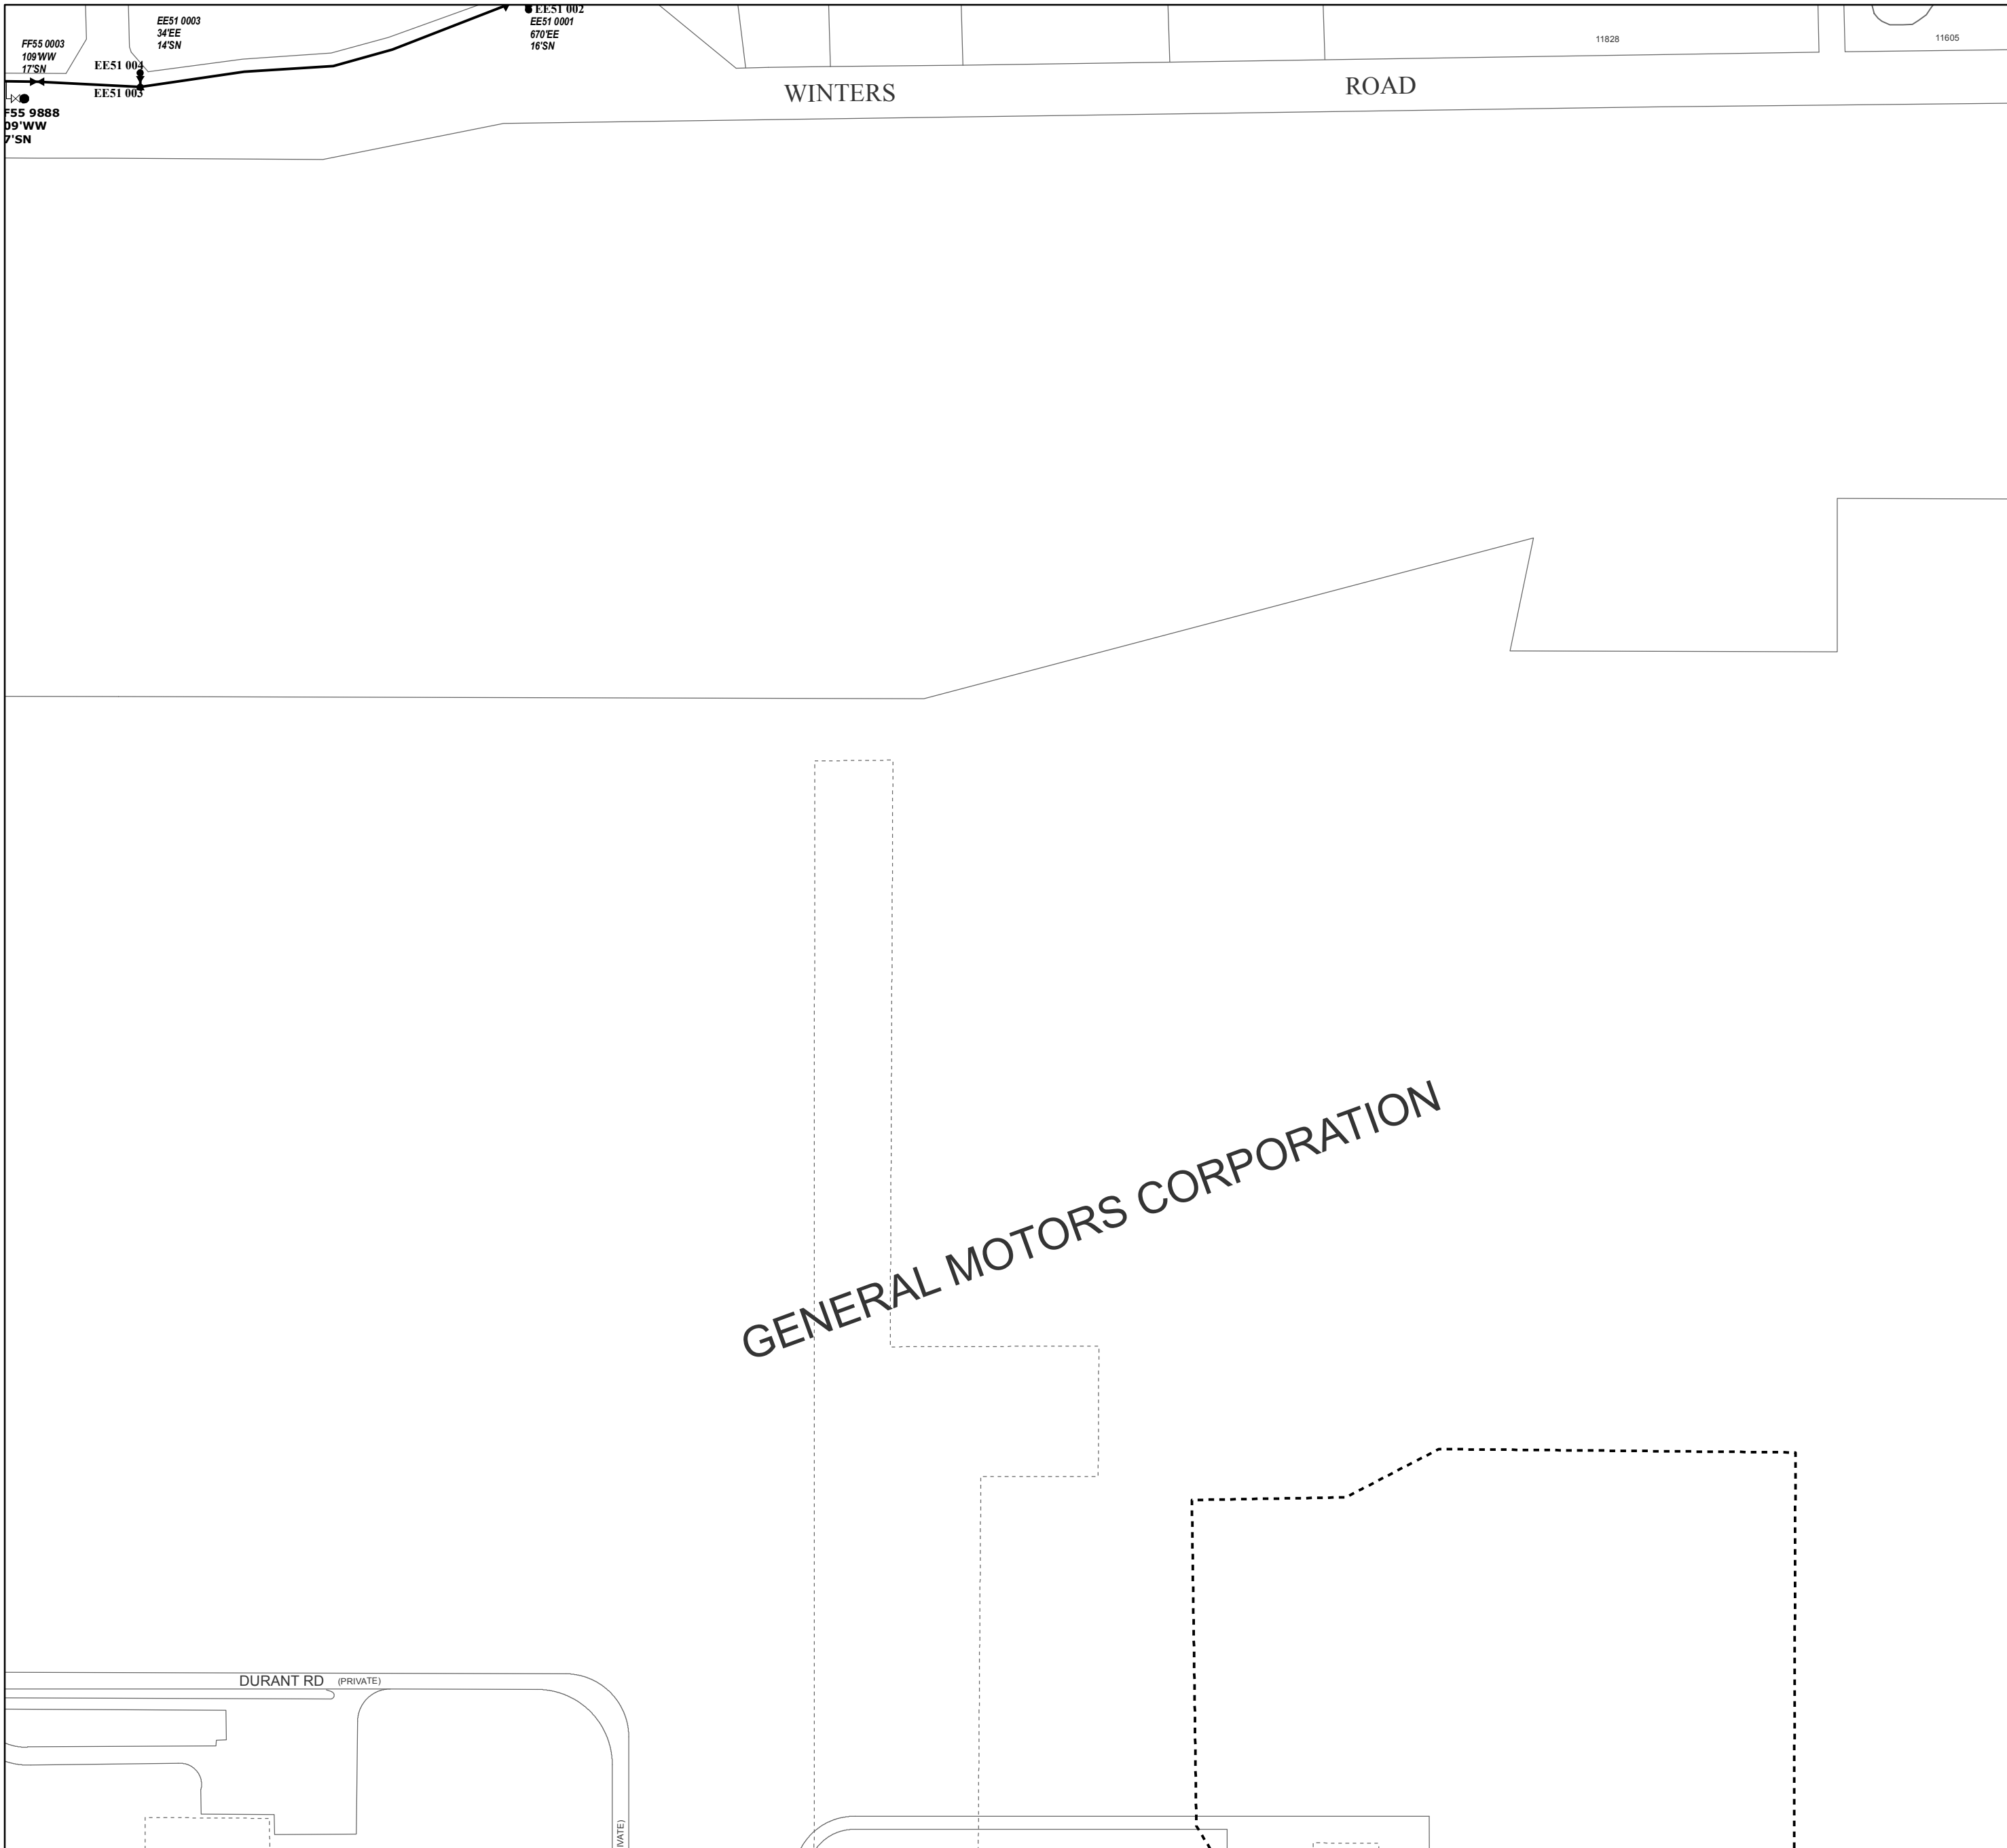 EE51 002
EE51 0001
670'EE
16'SN
EE51 0003
34'EE
14'SN
FF55 0003
109'WW
17'SN
EE51 004
EE51 003
F55 9888
09'WW
7'SN
11828
11605
WINTERS ROAD
GENERAL MOTORS CORPORATION
DURANT RD (PRIVATE)
VATE)